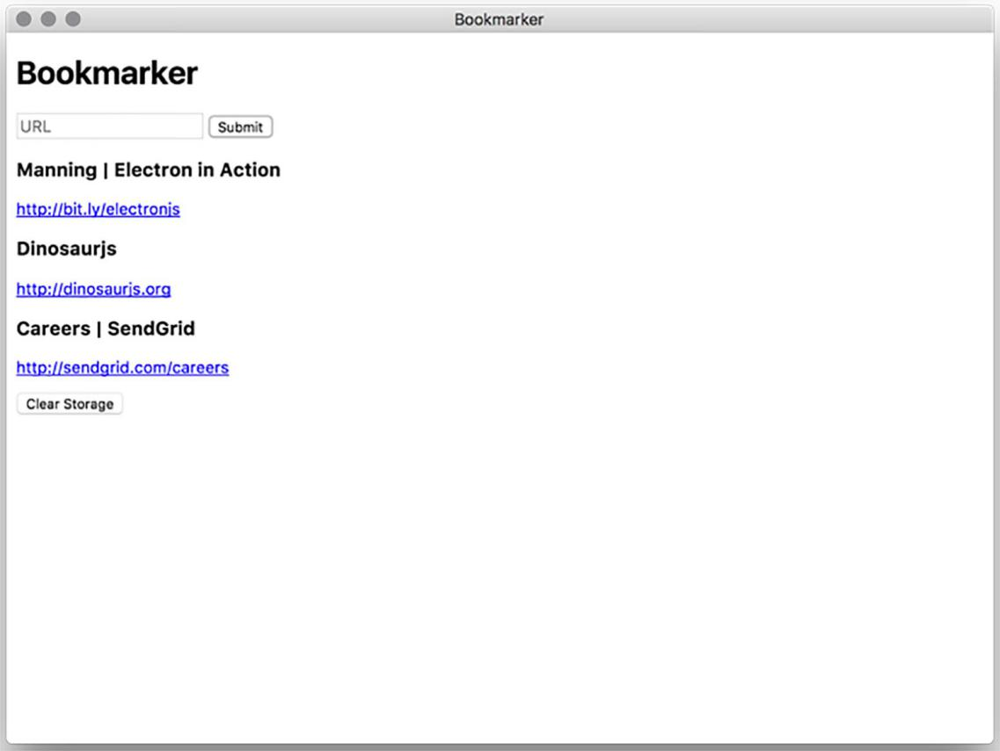 Bookmarker
Bookmarker
URL Submit
Manning | Electron in Action
http://bit.ly/electronjs
Dinosaurjs
http://dinosaurjs.org
Careers | SendGrid
http://sendgrid.com/careers
Clear Storage